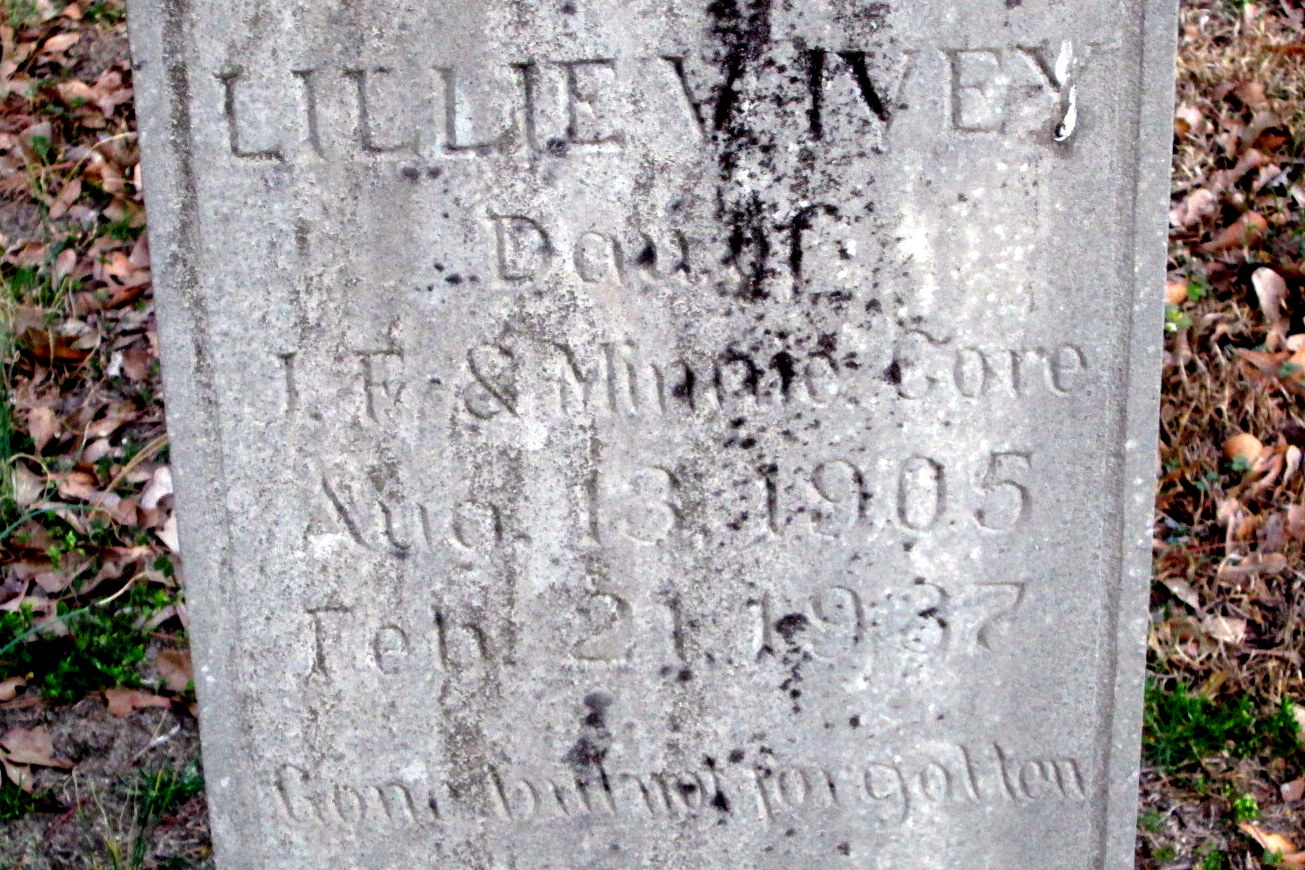 LILLIE V. IVEY
Dau. of
J. F. & Minnie Core
Aug. 13, 1905
Feb. 21, 1937
Gone but not forgotten